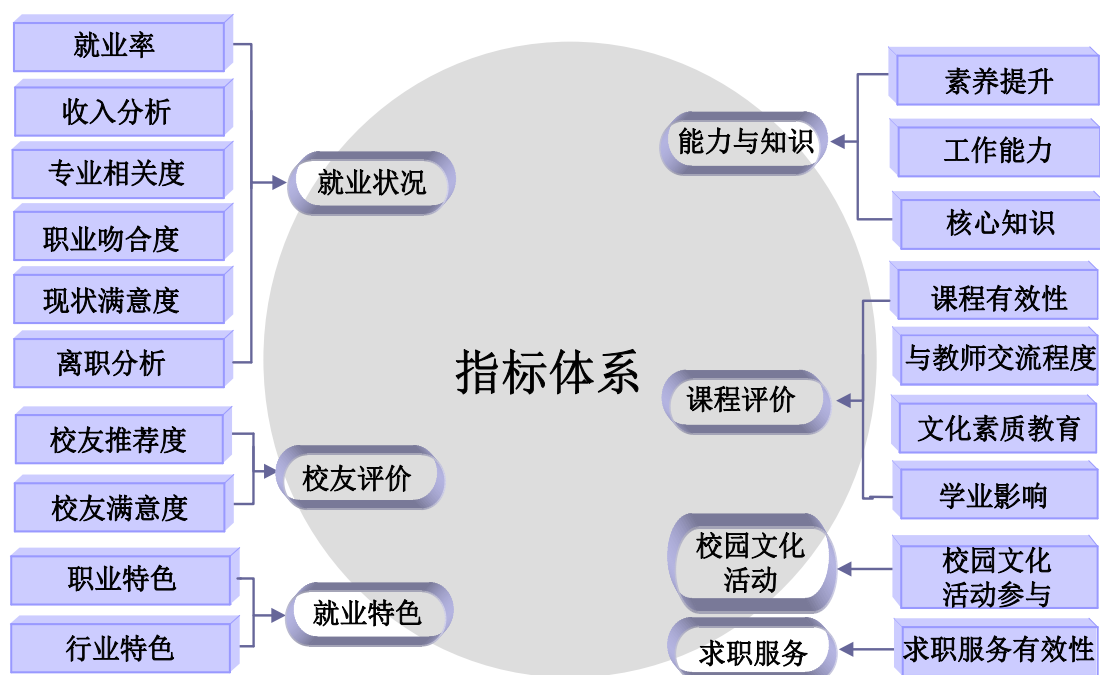 就业率
收入分析
专业相关度
职业吻合度
现状满意度
离职分析
就业状况
校友推荐度
校友满意度
校友评价
职业特色
行业特色
就业特色
指标体系
能力与知识
素养提升
工作能力
核心知识
课程评价
课程有效性
与教师交流程度
文化素质教育
学业影响
校园文化
活动
校园文化
活动参与
求职服务
求职服务有效性